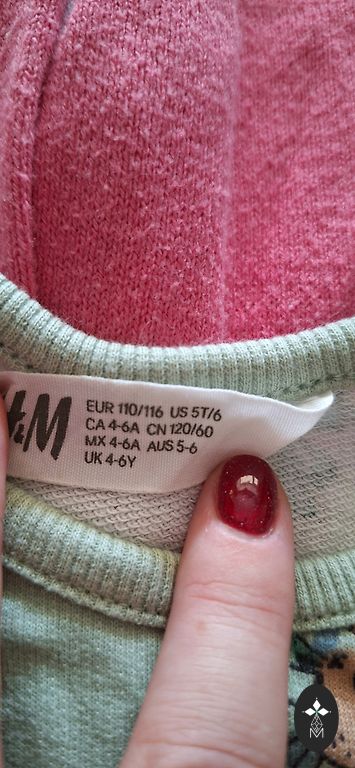 H&M
EUR 110/116 US 5T/6
CA 4-6A CN 120/60
MX 4-6A AUS 5-6
UK 4-6Y
M